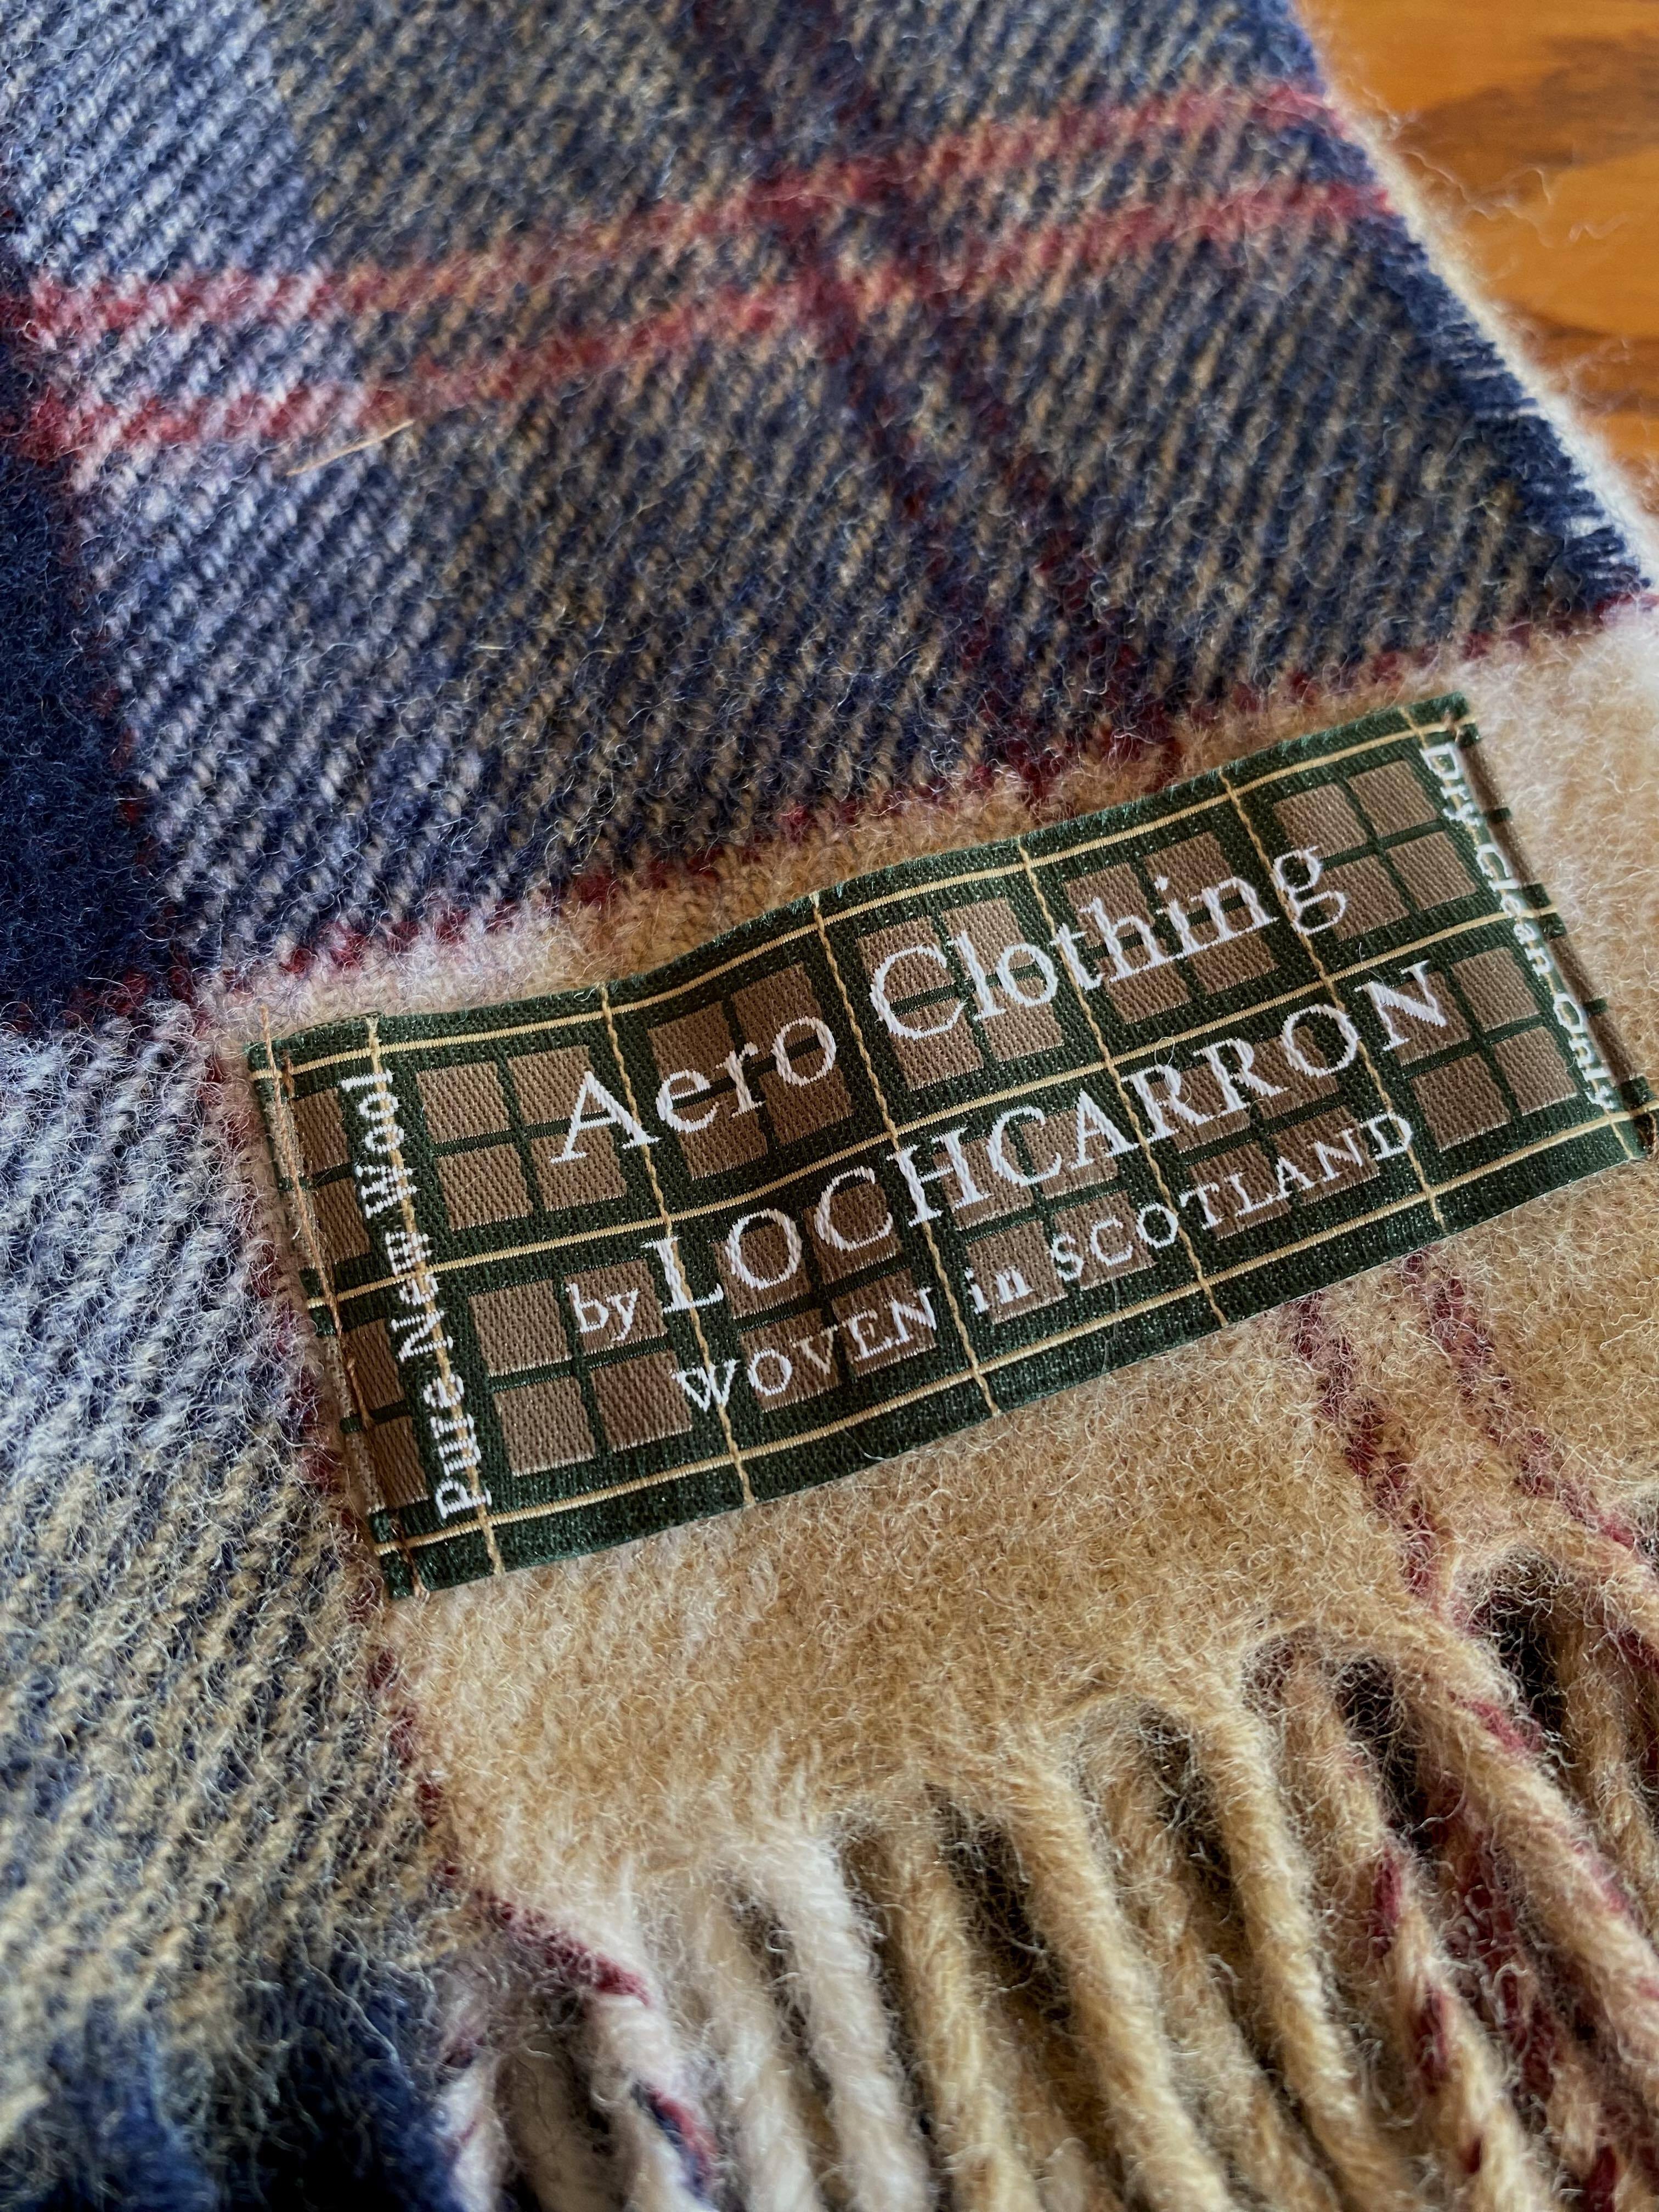 Aero Clothing
by LOCHCARRON
WOVEN in SCOTLAND
Pure New Wool
Dry-Clean Only